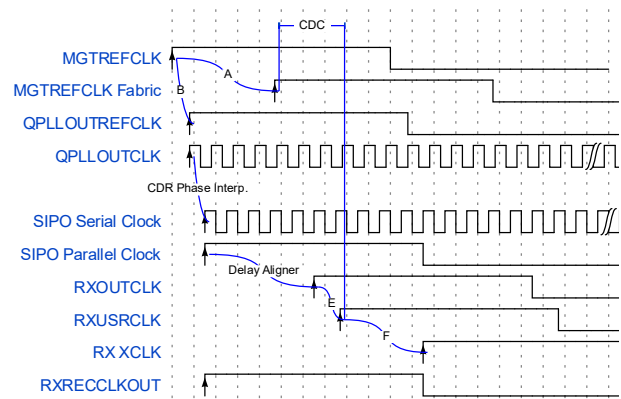 CDC
MGTREFCLK
A
MGTREFCLK Fabric
B
QPLLOUTREFCLK
QPLLOUTCLK
CDR Phase Interp.
SIPO Serial Clock
SIPO Parallel Clock
Delay Aligner
RXOUTCLK
E
RXUSRCLK
F
RX XCLK
RXRECCLKOUT